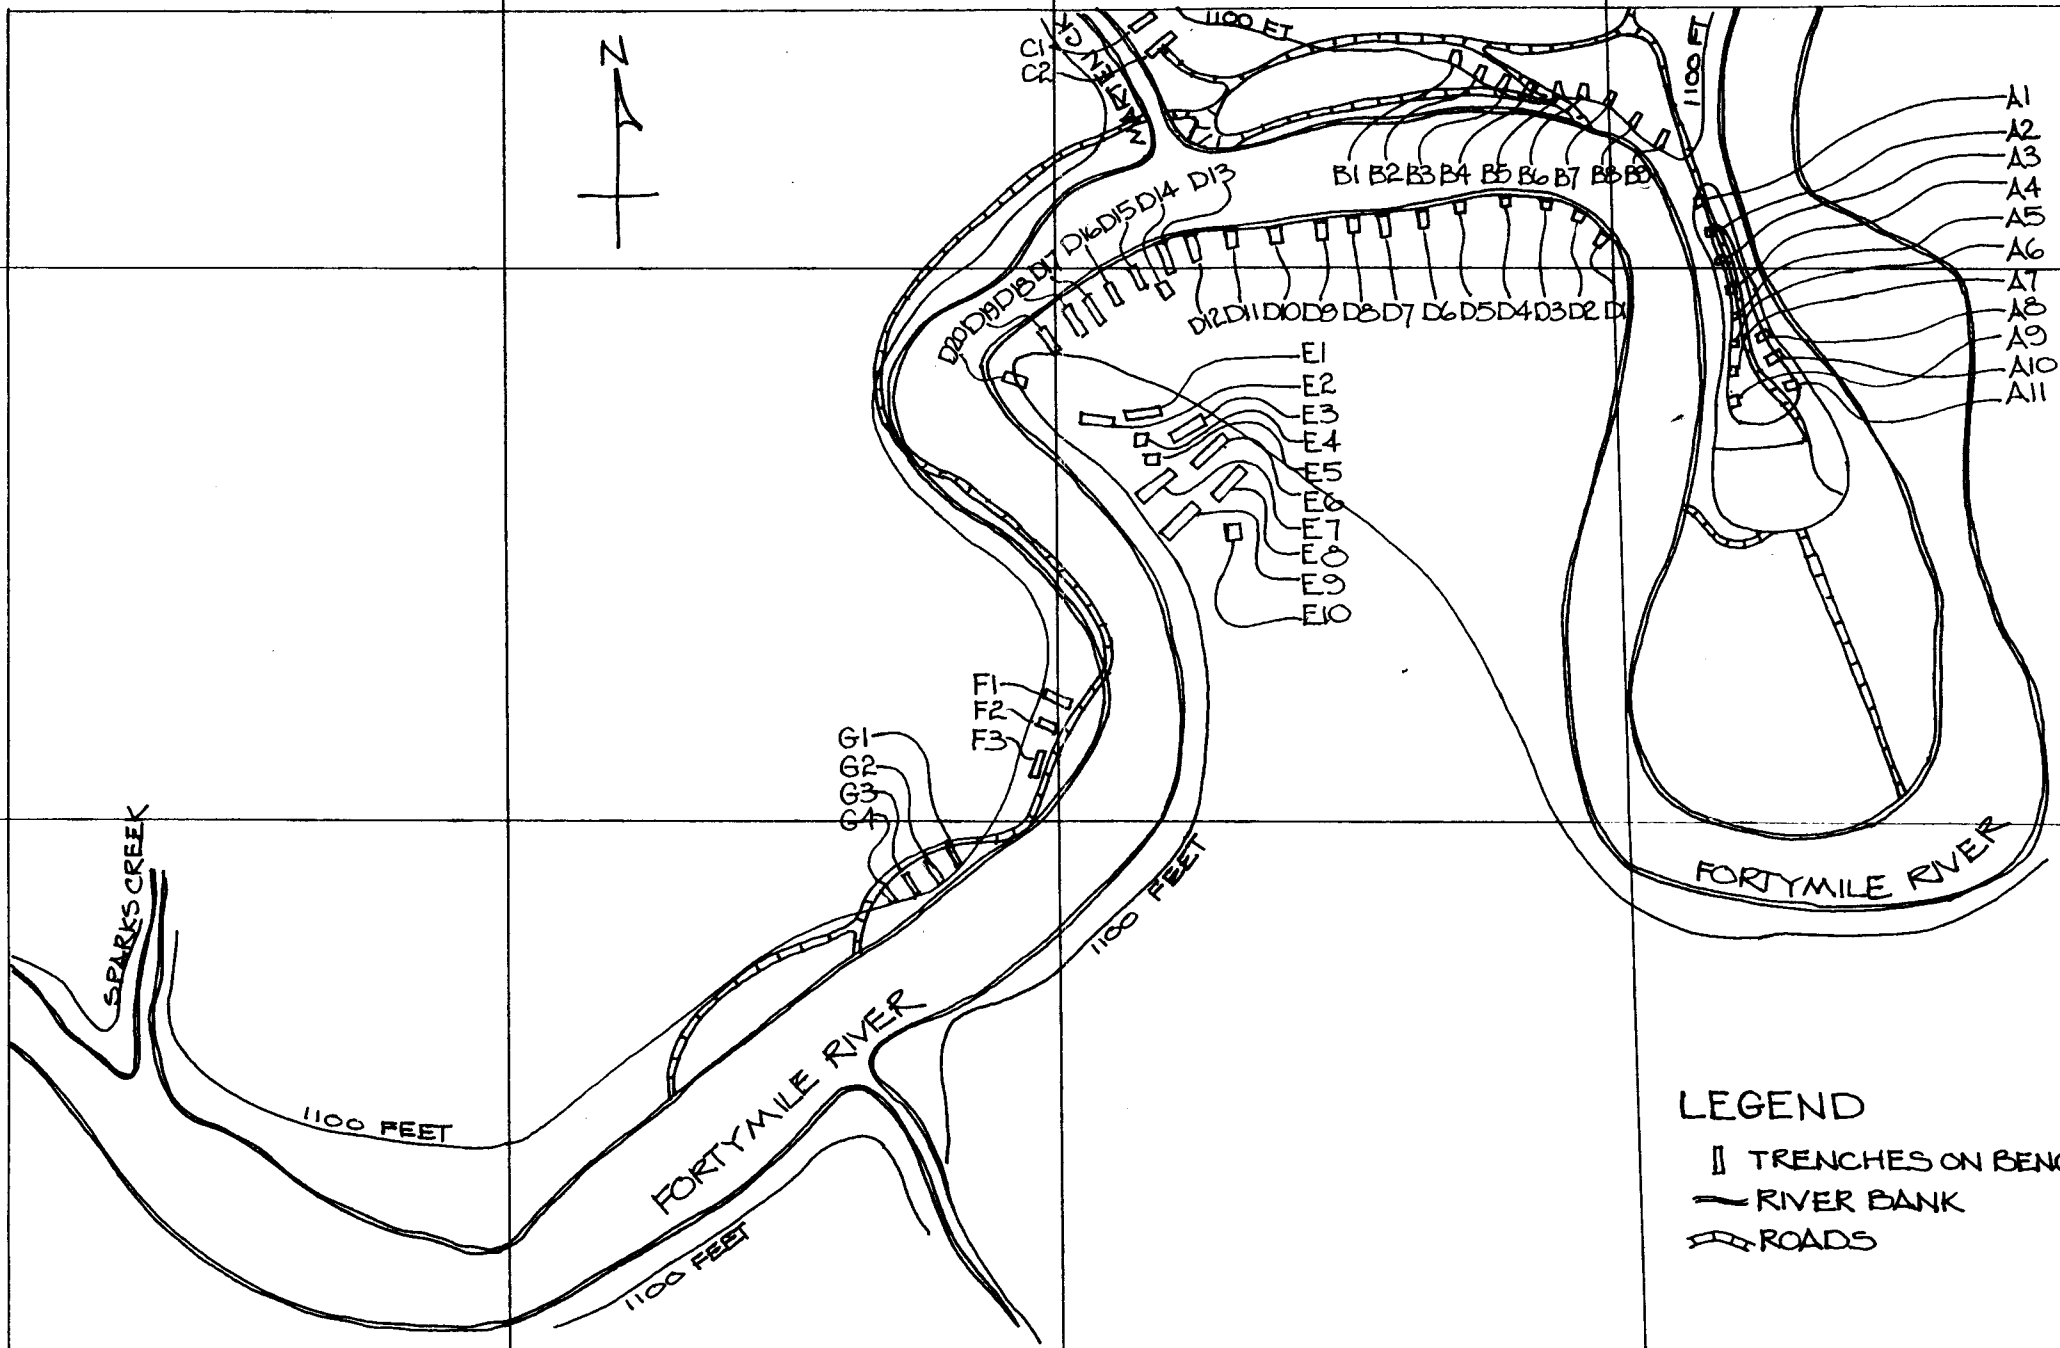 N
C1
C2
MARTEN CK
1100 FT
1100 FT
A1
A2
A3
A4
A5
A6
A7
A8
A9
A10
A11
B1 B2 B3 B4 B5 B6 B7 B8 B9
D20 D19 D18 D17 D16 D15 D14 D13
D12 D11 D10 D9 D8 D7 D6 D5 D4 D3 D2 D1
E1
E2
E3
E4
E5
E6
E7
E8
E9
E10
F1
F2
F3
G1
G2
G3
G4
SPARKS CREEK
1100 FEET
FORTYMILE RIVER
1100 FEET
FORTYMILE RIVER
1100 FEET
LEGEND
TRENCHES ON BENC
RIVER BANK
ROADS